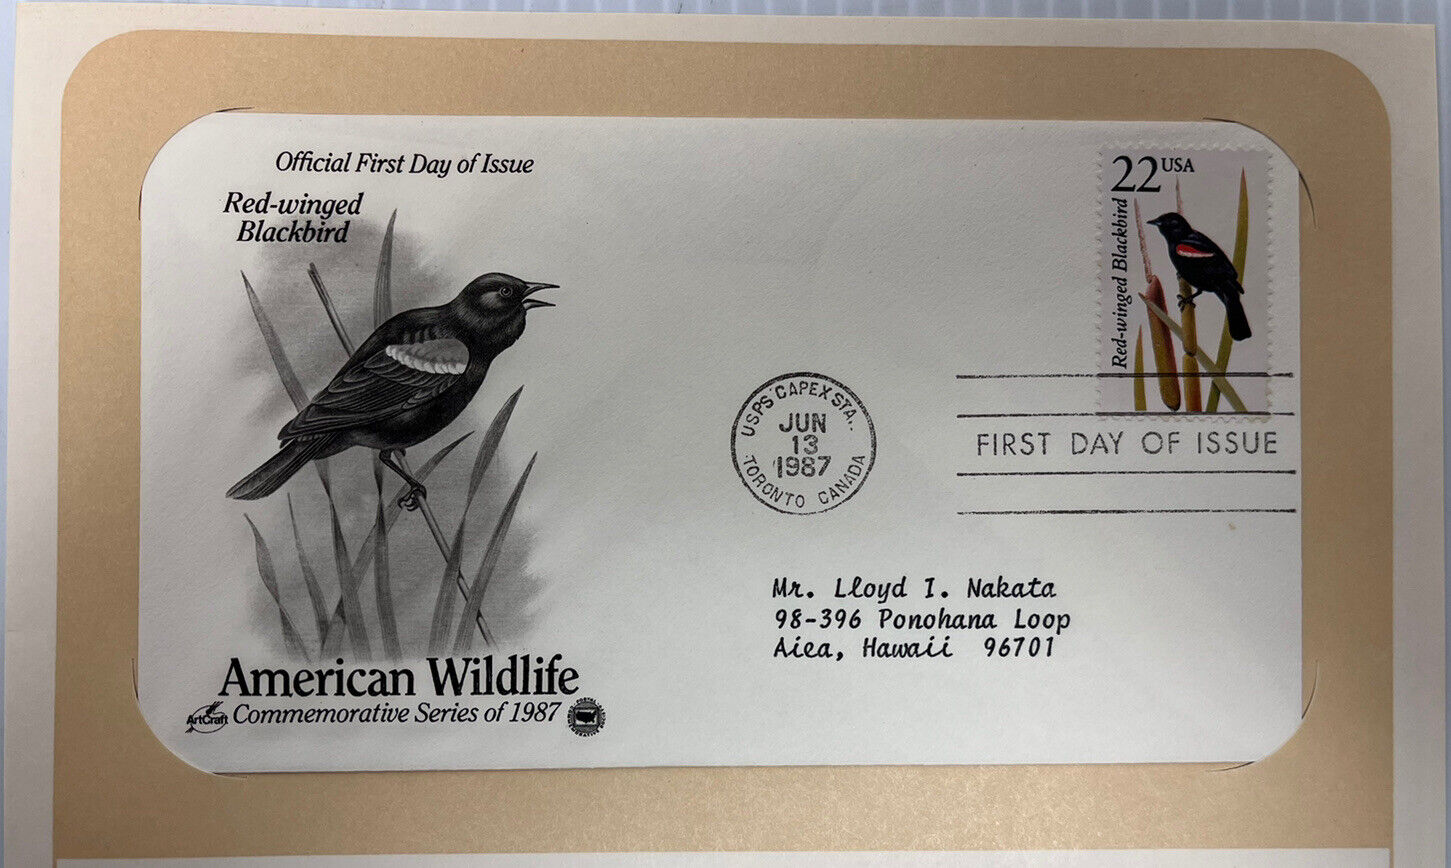 Official First Day of Issue
Red-winged
Blackbird
American Wildlife
ArtCraft
Commemorative Series of 1987
22 USA
Red-winged Blackbird
USPS CAPEX STA.
JUN
13
1987
TORONTO CANADA
FIRST DAY OF ISSUE
Mr. Lloyd I. Nakata
98-396 Ponohana Loop
Aiea, Hawaii 96701